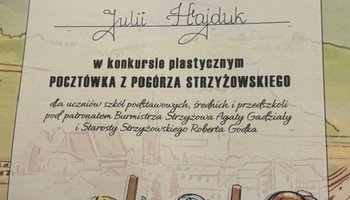 Julii Hajduk
w konkursie plastycznym
POCZTÓWKA Z POGÓRZA STRZYŻOWSKIEGO
dla uczniów szkół podstawowych, średnich i przedszkoli
pod patronatem Burmistrza Strzyżowa Agaty Gadziały
i Starosty Strzyżowskiego Roberta Godka